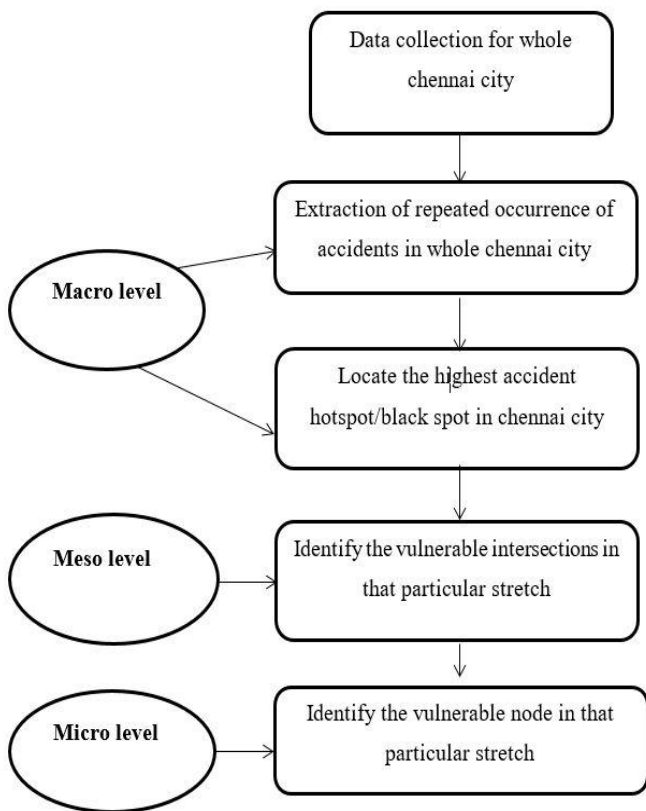 Data collection for whole
chennai city
Extraction of repeated occurrence of
accidents in whole chennai city
Macro level
Locate the highest accident
hotspot/black spot in chennai city
Meso level
Identify the vulnerable intersections in
that particular stretch
Micro level
Identify the vulnerable node in that
particular stretch